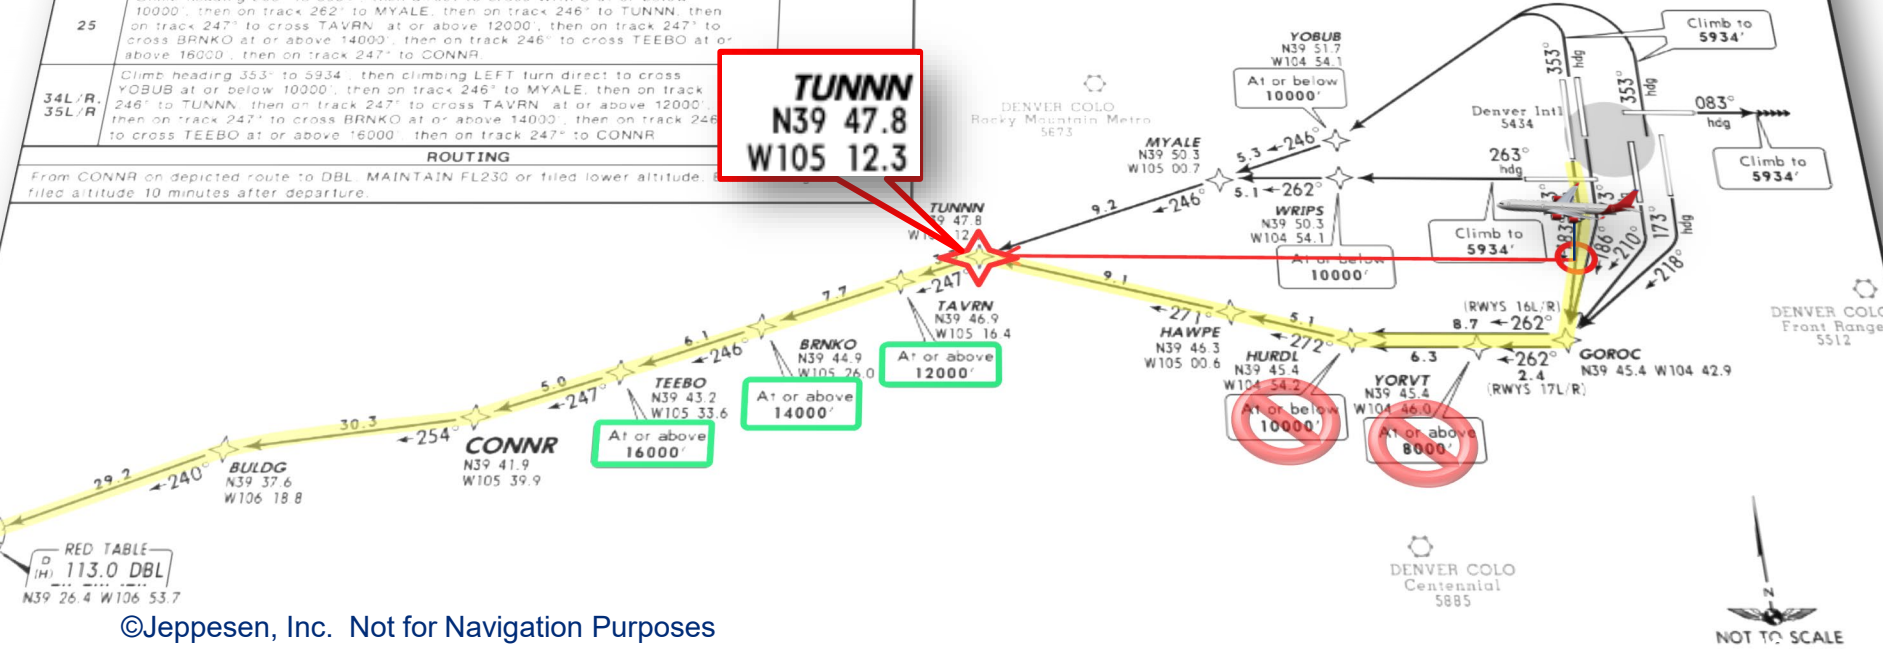 10000', then on track 262° to MYALE, then on track 246° to TUNNN, then
25
on track 247° to cross TAVRN at or above 12000', then on track 247° to
cross BRNKO at or above 14000', then on track 246° to cross TEEBO at or
above 16000', then on track 247° to CONNR.
34L/R,
35L/R
Climb heading 353° to 5934', then climbing LEFT turn direct to cross
YOBUB at or below 10000', then on track 246° to MYALE, then on track
246° to TUNNN, then on track 247° to cross TAVRN at or above 12000',
then on track 247° to cross BRNKO at or above 14000', then on track 246
to cross TEEBO at or above 16000', then on track 247° to CONNR
ROUTING
From CONNR on depicted route to DBL. MAINTAIN FL230 or filed lower altitude.
filed altitude 10 minutes after departure.
TUNNN
N39 47.8
W105 12.3
DENVER COLO
Rocky Mountain Metro
5673
YOBUB
N39 51.7
W104 54.1
At or below
10000'
MYALE
N39 50.3
W105 00.7
5.3
246°
5.1
262°
WRIPS
N39 50.3
W104 54.1
At or below
10000'
9.2
246°
Climb to
5934'
353°
hdg
353°
hdg
Denver Intl
5434
083°
hdg
Climb to
5934'
263°
hdg
Climb to
5934'
183°
186°
210°
173°
hdg
218°
TUNNN
39 47.8
247°
TAVRN
N39 46.9
W105 16.4
At or above
12000'
7.7
BRNKO
N39 44.9
W105 26.0
At or above
14000'
6.1
246°
TEEBO
N39 43.2
W105 33.6
At or above
16000'
5.0
247°
CONNR
N39 41.9
W105 39.9
30.3
254°
BULDG
N39 37.6
W106 18.8
29.2
240°
RED TABLE
D
(H) 113.0 DBL
N39 26.4 W106 53.7
9.1
271°
HAWPE
N39 46.3
W105 00.6
5.1
272°
HURDL
N39 45.4
W104 54.2
At or below
10000'
(RWYS 16L/R)
8.7
262°
6.3
262°
2.4
(RWYS 17L/R)
YORVT
N39 45.4
W104 46.0
At or above
8000'
GOROC
N39 45.4 W104 42.9
DENVER COLO
Front Range
5512
DENVER COLO
Centennial
5885
N
NOT TO SCALE
©Jeppesen, Inc. Not for Navigation Purposes